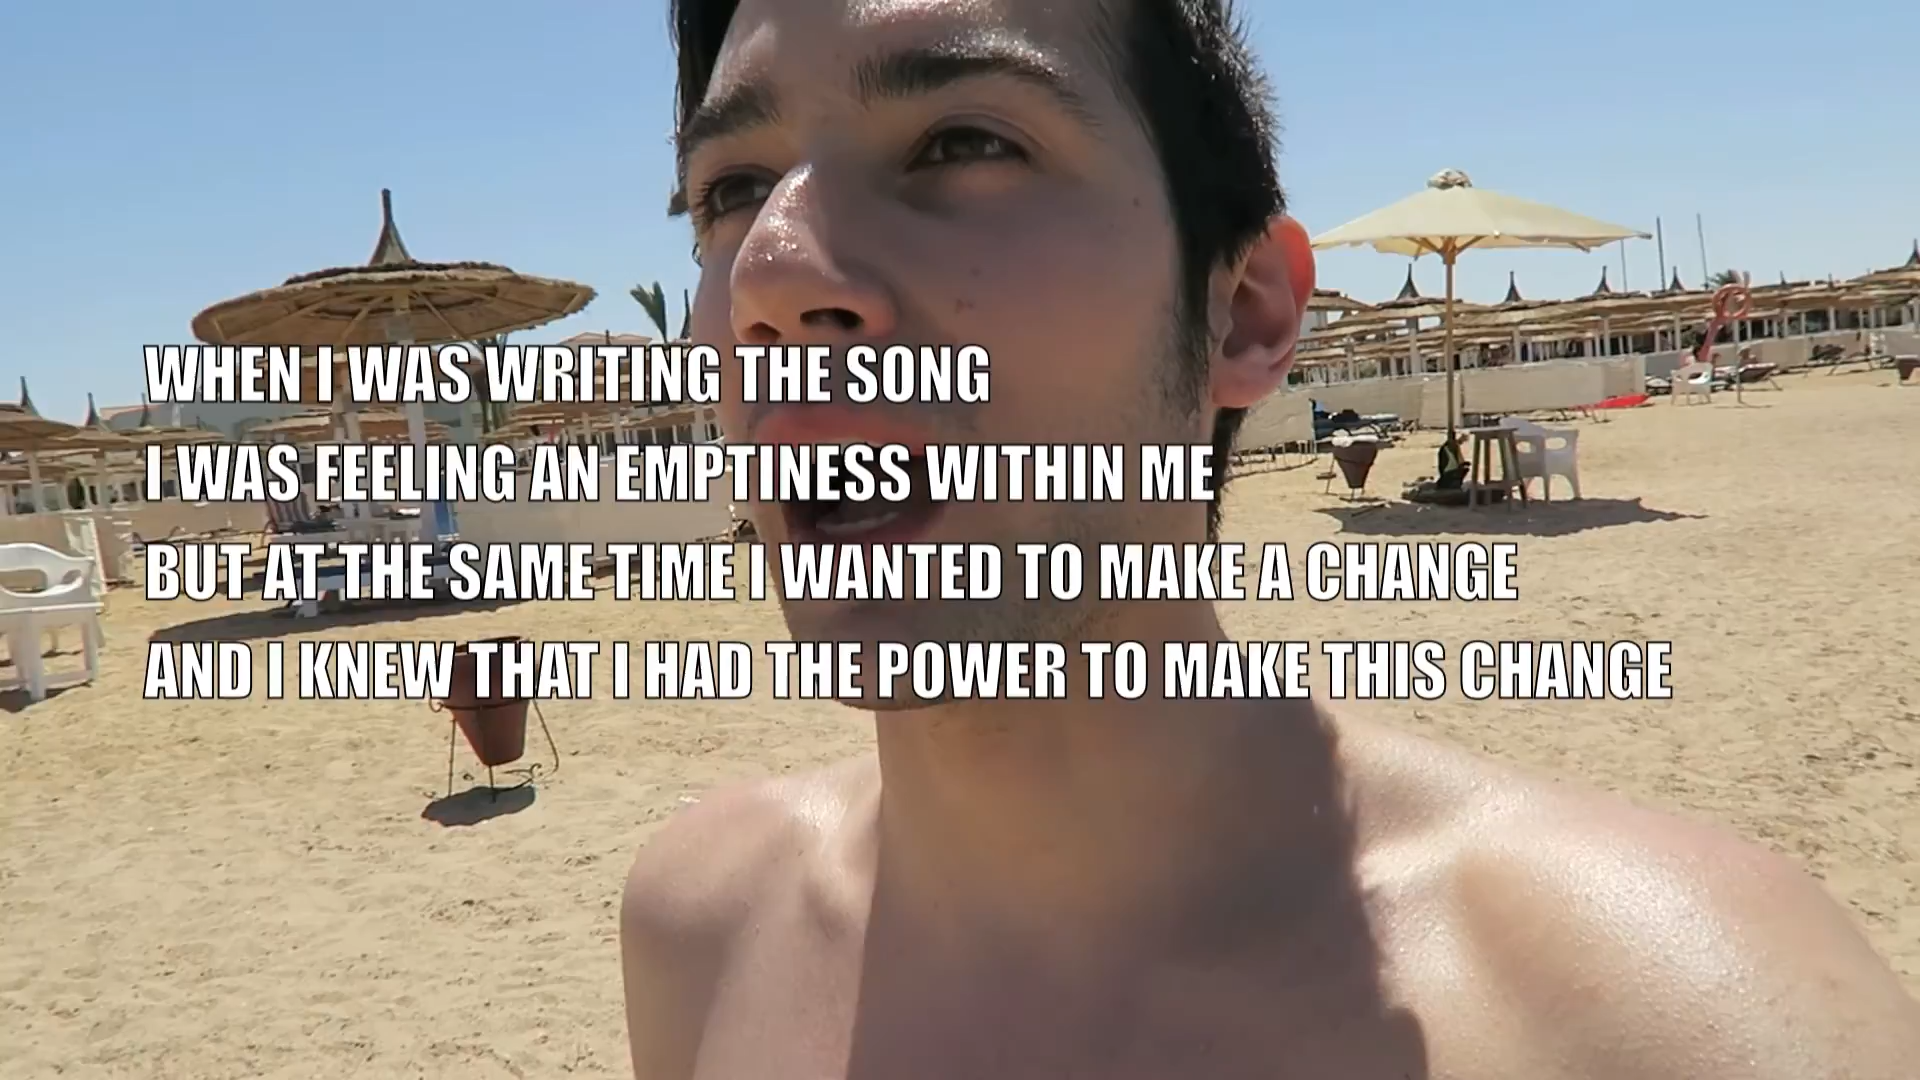 WHEN I WAS WRITING THE SONG
I WAS FEELING AN EMPTINESS WITHIN ME
BUT AT THE SAME TIME I WANTED TO MAKE A CHANGE
AND I KNEW THAT I HAD THE POWER TO MAKE THIS CHANGE